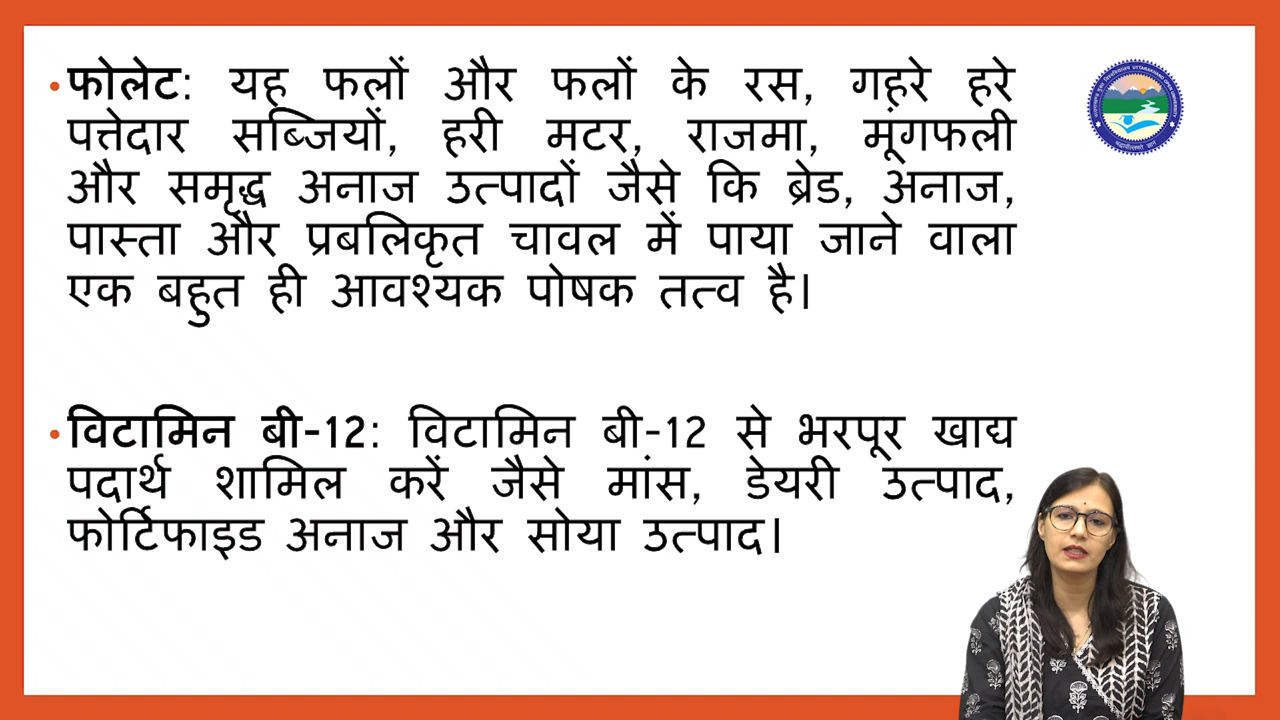 • फोलेट: यह फलों और फलों के रस, गहरे हरे
पत्तेदार सब्जियों, हरी मटर, राजमा, मूंगफली
और समृद्ध अनाज उत्पादों जैसे कि ब्रेड, अनाज,
पास्ता और प्रबलिकृत चावल में पाया जाने वाला
एक बहुत ही आवश्यक पोषक तत्व है।
• विटामिन बी-12: विटामिन बी-12 से भरपूर खाद्य
पदार्थ शामिल करें जैसे मांस, डेयरी उत्पाद,
फोर्टिफाइड अनाज और सोया उत्पाद।